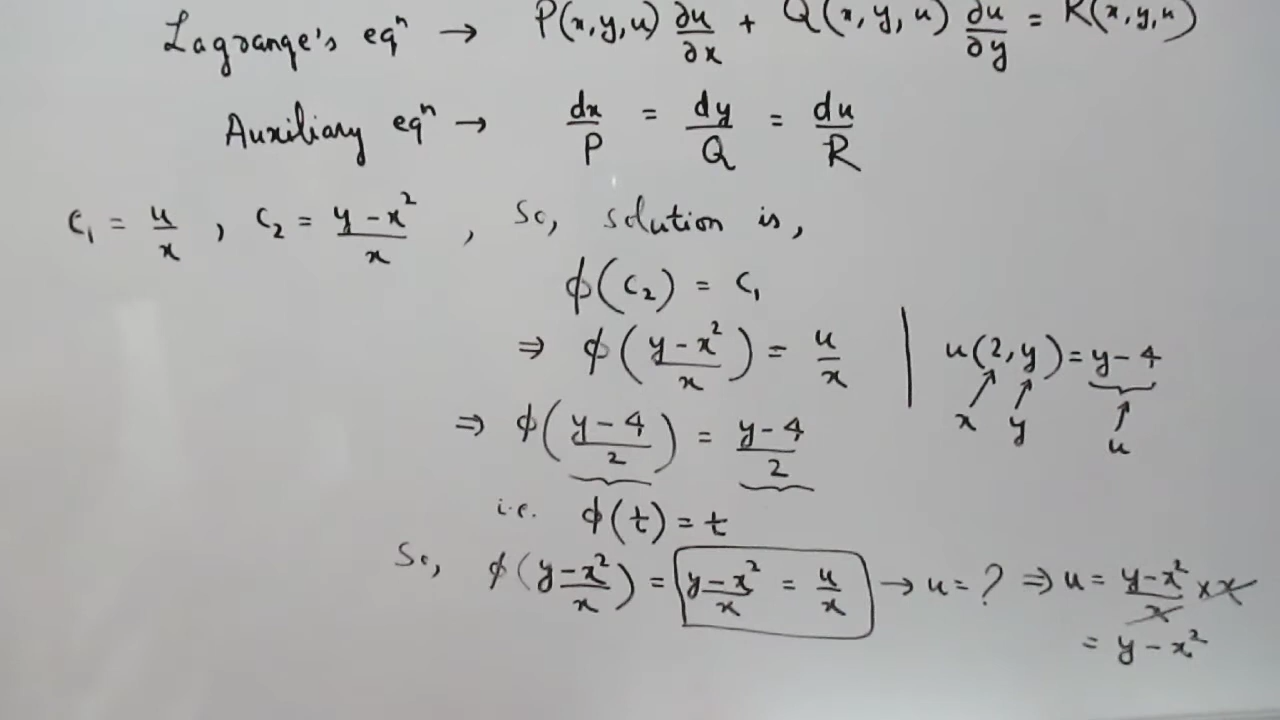 Lagrange's eqⁿ → P(x,y,u) ∂u/∂x + Q(x,y,u) ∂u/∂y = R(x,y,u)
Auxiliary eqⁿ → dx/P = dy/Q = du/R
c₁ = u/x , c₂ = (y-x²)/x , So, solution is,
ϕ(c₂) = c₁
⇒ ϕ((y-x²)/x) = u/x | u(2,y) = y-4
x y u
⇒ ϕ((y-4)/2) = (y-4)/2
i.e. ϕ(t) = t
So, ϕ((y-x²)/x) = (y-x²)/x = u/x → u = ? ⇒ u = (y-x²)/x × x
= y-x²